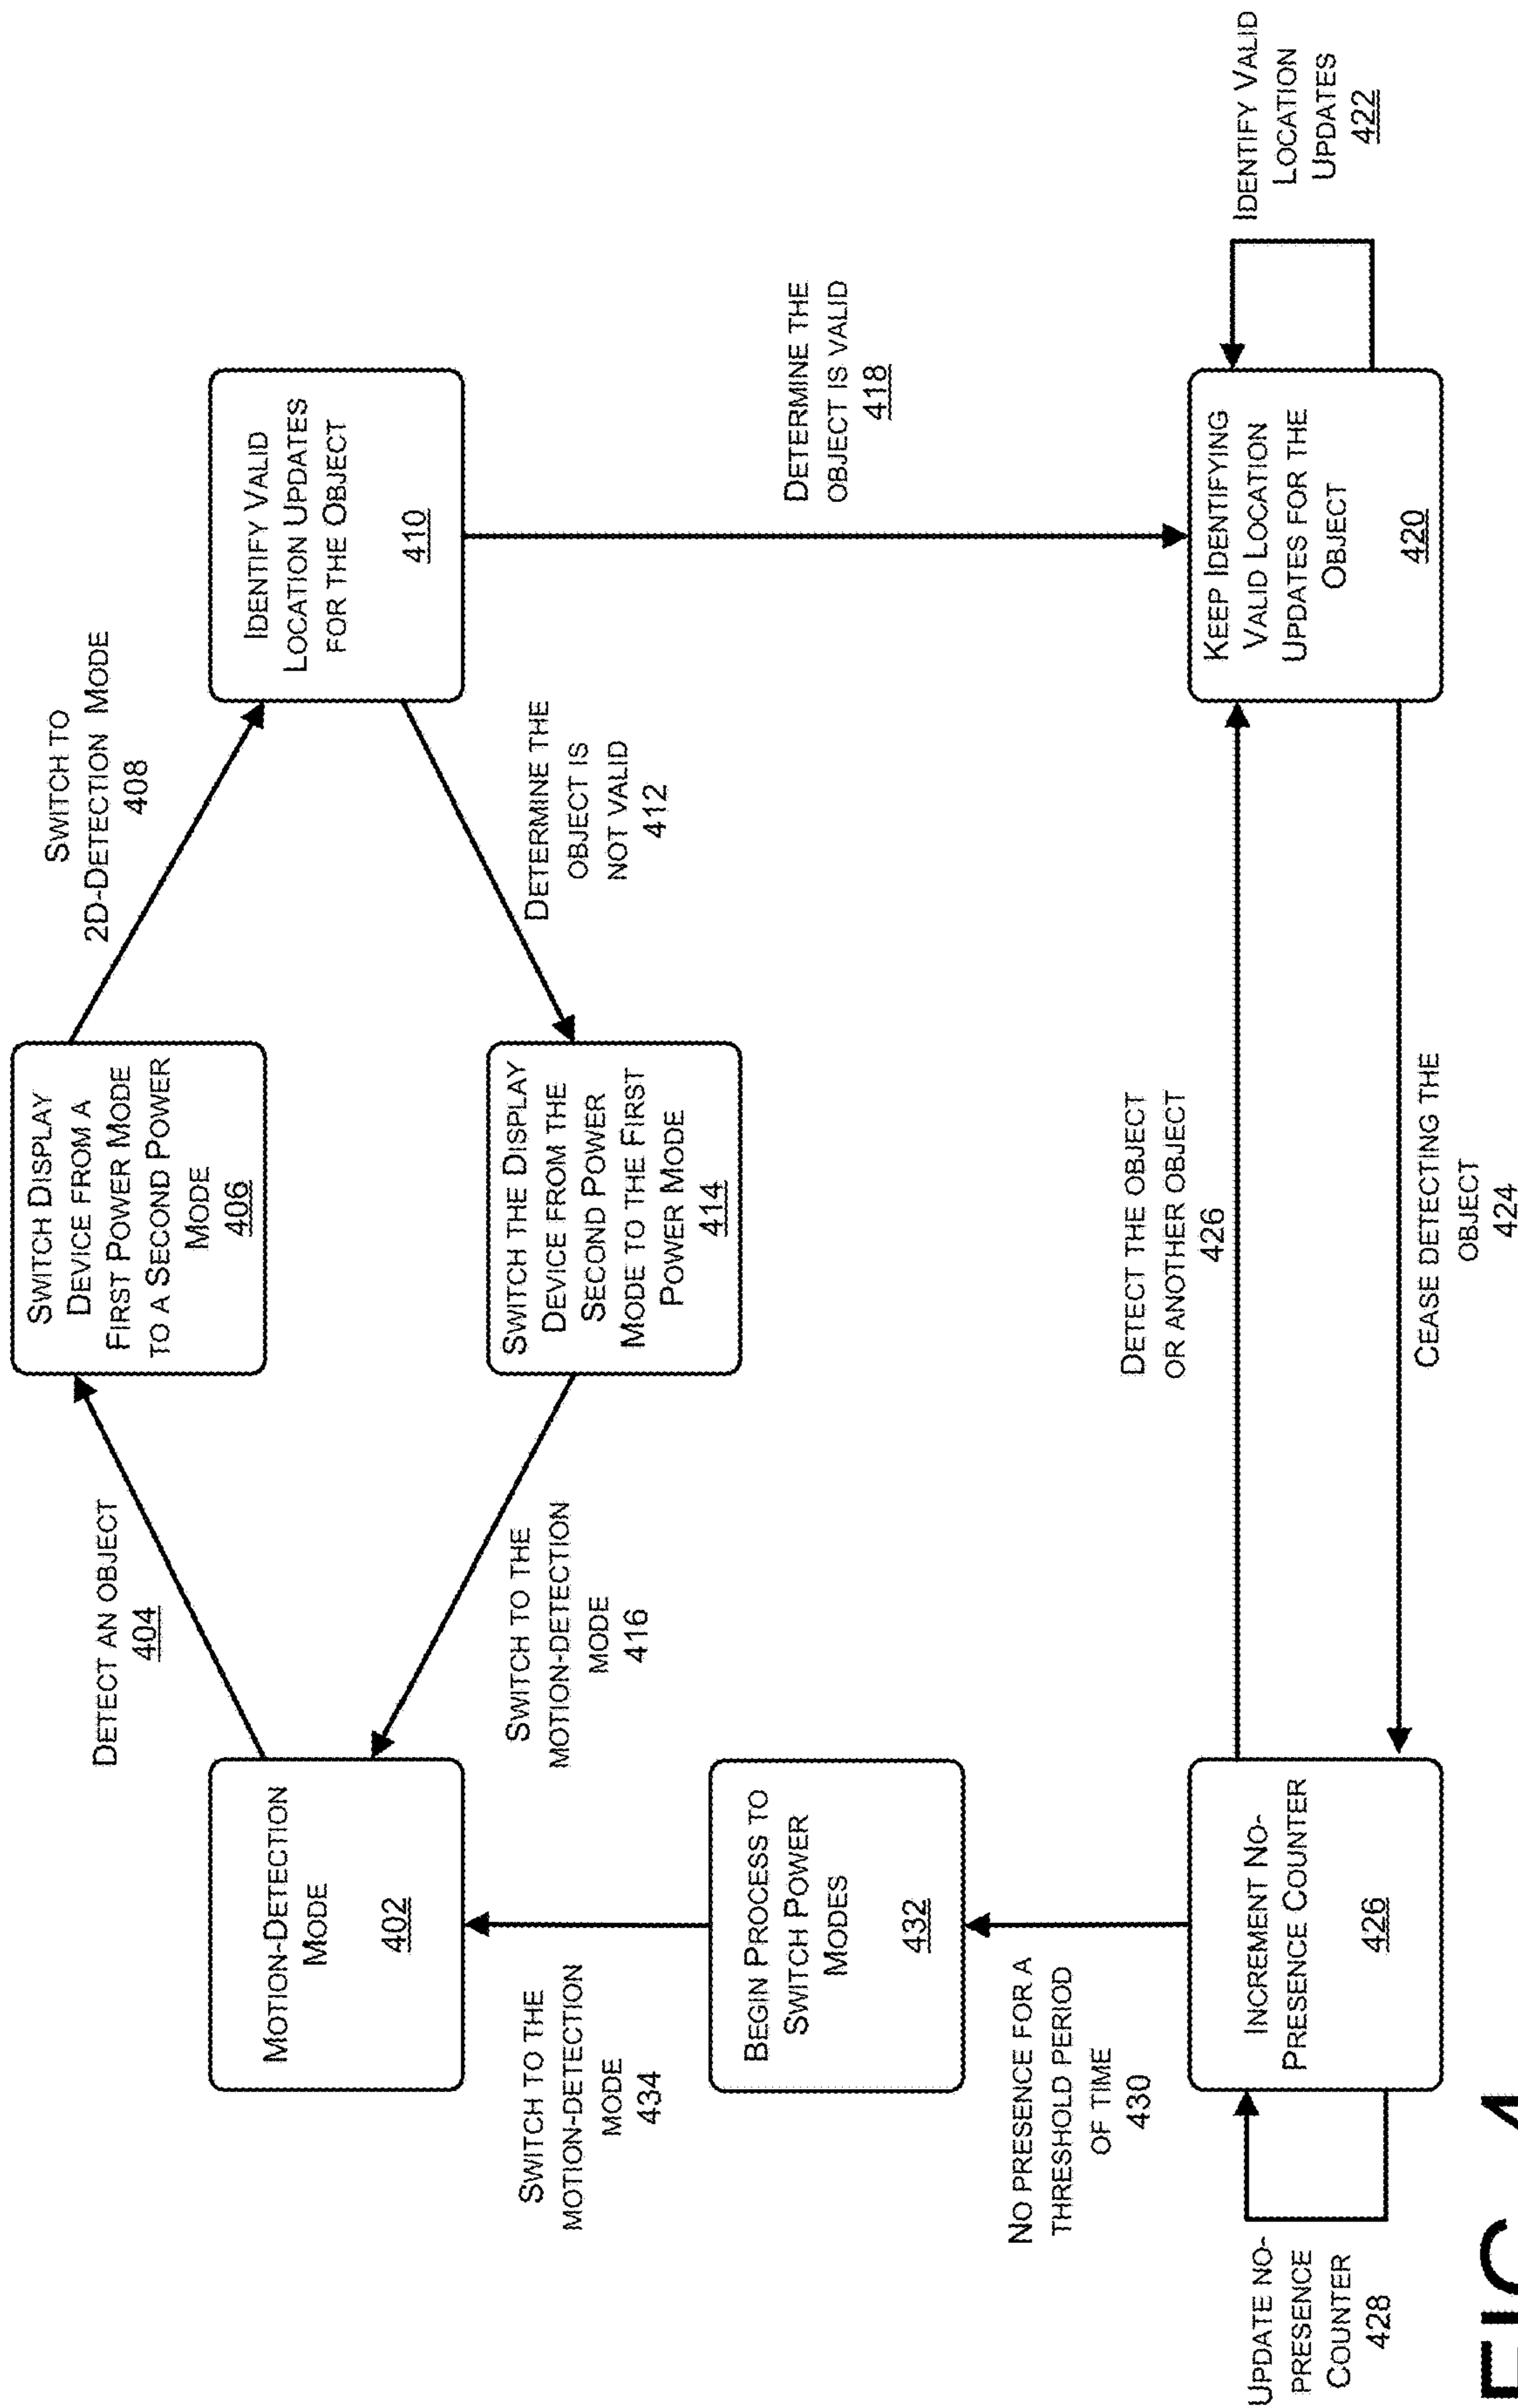 SWITCH DISPLAY
DEVICE FROM A
FIRST POWER MODE
TO A SECOND POWER
MODE
406
DETECT AN OBJECT
404
SWITCH TO
2D-DETECTION MODE
408
MOTION-DETECTION
MODE
402
IDENTIFY VALID
LOCATION UPDATES
FOR THE OBJECT
410
SWITCH TO THE
MOTION-DETECTION
MODE
416
SWITCH THE DISPLAY
DEVICE FROM THE
SECOND POWER
MODE TO THE FIRST
POWER MODE
414
DETERMINE THE
OBJECT IS
NOT VALID
412
SWITCH TO THE
MOTION-DETECTION
MODE
434
BEGIN PROCESS TO
SWITCH POWER
MODES
432
DETERMINE THE
OBJECT IS VALID
418
NO PRESENCE FOR A
THRESHOLD PERIOD
OF TIME
430
DETECT THE OBJECT
OR ANOTHER OBJECT
426
UPDATE NO-
PRESENCE
COUNTER
428
INCREMENT NO-
PRESENCE COUNTER
426
KEEP IDENTIFYING
VALID LOCATION
UPDATES FOR THE
OBJECT
420
IDENTIFY VALID
LOCATION
UPDATES
422
CEASE DETECTING THE
OBJECT
424
FIG. 4